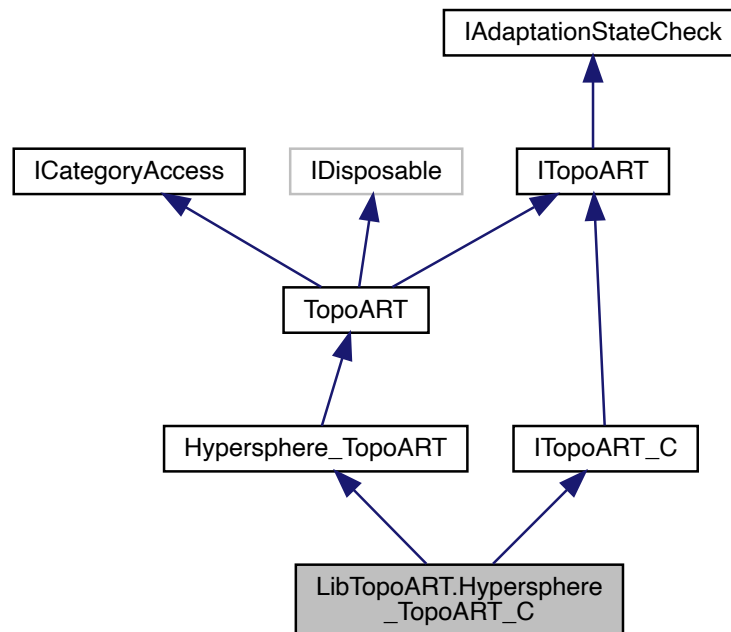 IAdaptationStateCheck
ICategoryAccess
IDisposable
ITopoART
TopoART
Hypersphere_TopoART
ITopoART_C
LibTopoART.Hypersphere
_TopoART_C